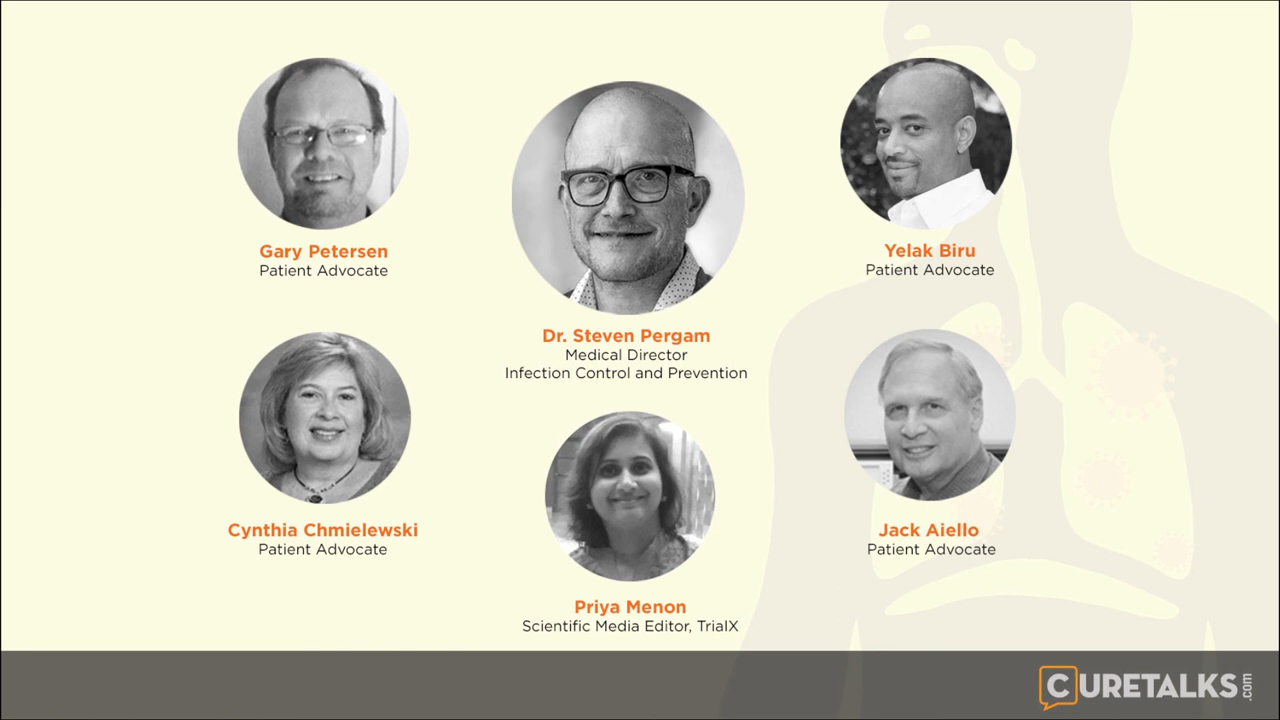 Gary Petersen
Patient Advocate
Dr. Steven Pergam
Medical Director
Infection Control and Prevention
Yelak Biru
Patient Advocate
Cynthia Chmielewski
Patient Advocate
Priya Menon
Scientific Media Editor, TrialX
Jack Aiello
Patient Advocate
CURETALKS.com